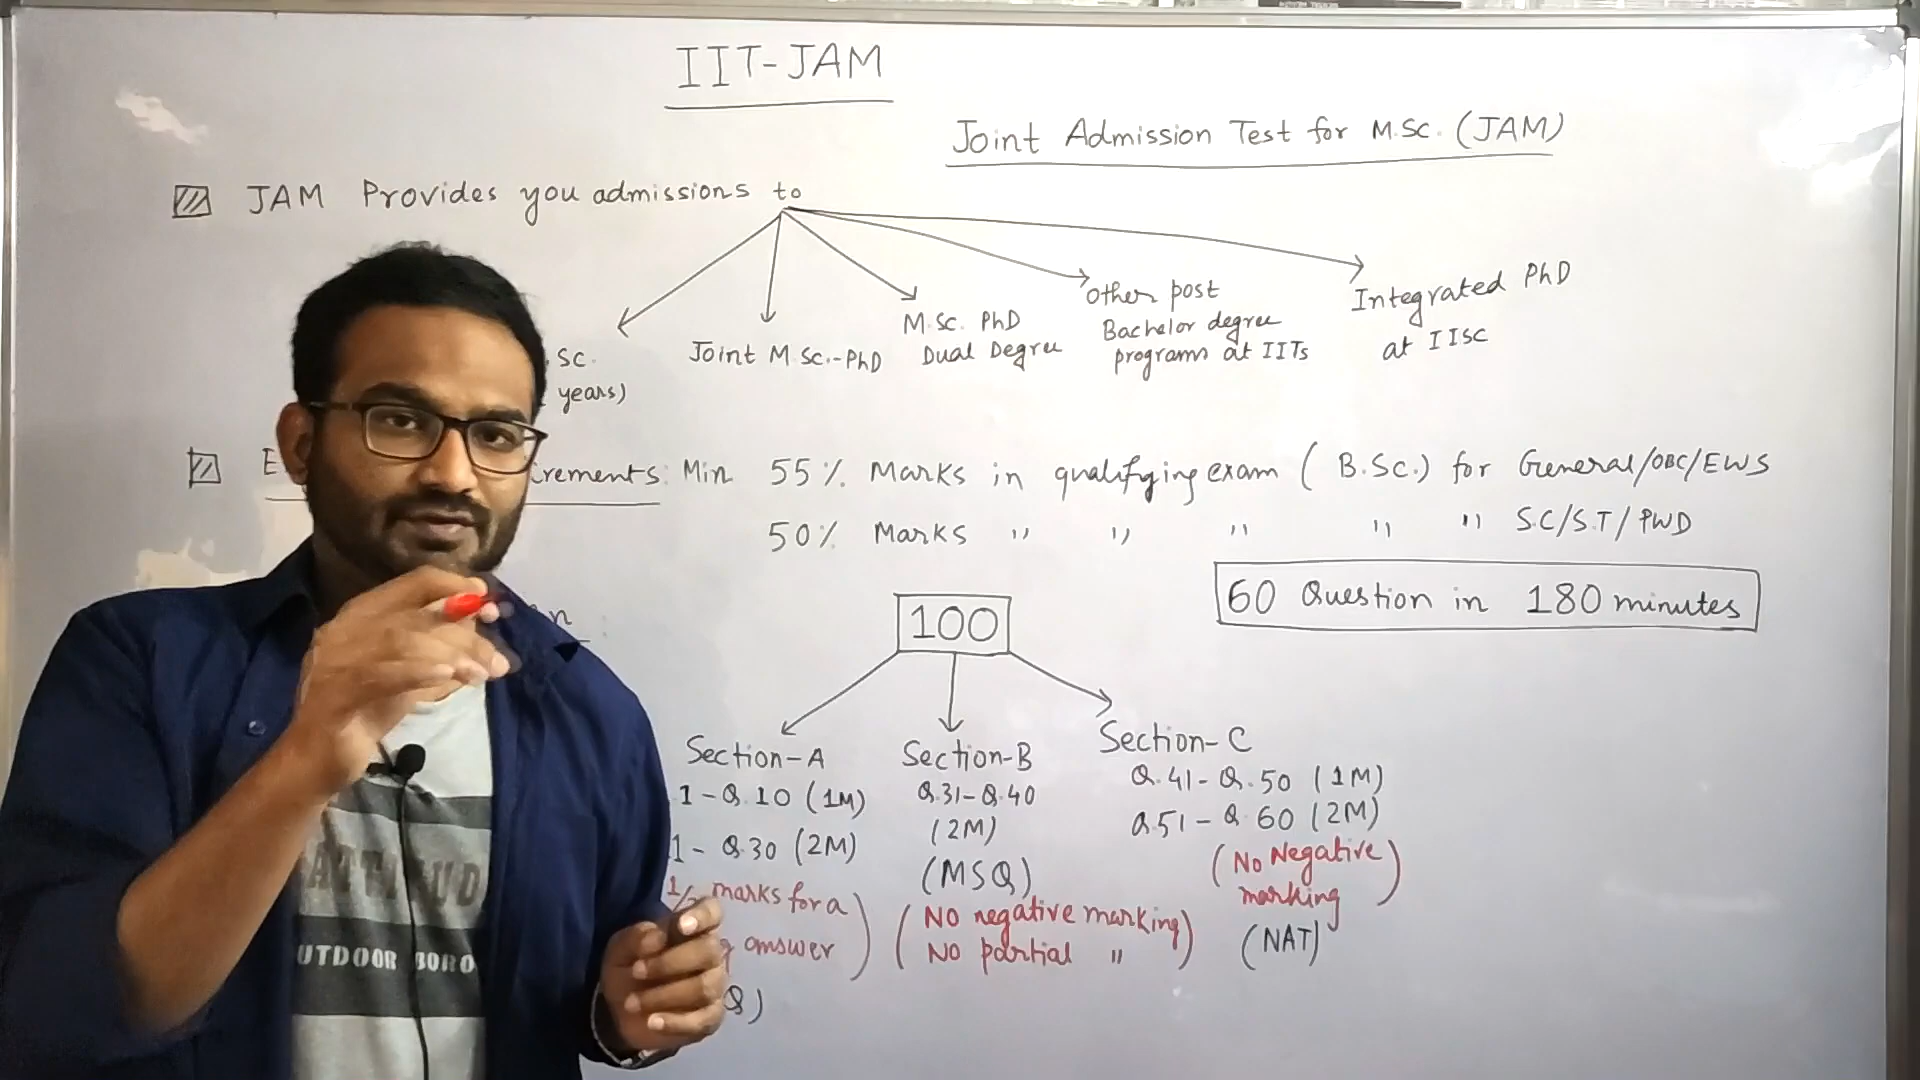 IIT-JAM
Joint Admission Test for M.Sc. (JAM)
JAM Provides you admissions to
Sc.
years)
Joint M.Sc.-PhD
M.Sc. PhD
Dual Degree
Other post
Bachelor degree
programs at IITs
Integrated PhD
at IISc
E irements: Min 55% Marks in qualifying exam ( B.Sc.) for General/OBC/EWS
50% Marks " " " " " S.C/S.T/PWD
60 Question in 180 minutes
n :
100
Section-A
1-Q.10 (1M)
1-Q.30 (2M)
marks for a
answer )
Q)
Section-B
Q.31-Q.40
(2M)
(MSQ)
(No negative marking)
No partial "
Section-C
Q.41-Q.50 (1M)
Q.51-Q.60 (2M)
(No Negative)
marking
(NAT)
UTDOOR BORO